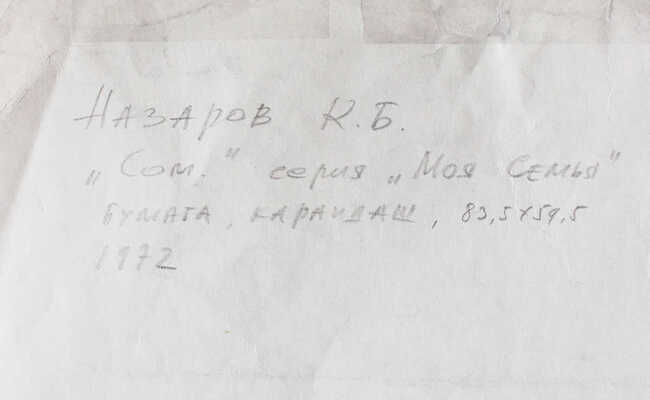 Назаров К.Б.
„Сом." серия „Моя Семья"
бумага, карандаш, 83,5х59,5
1972